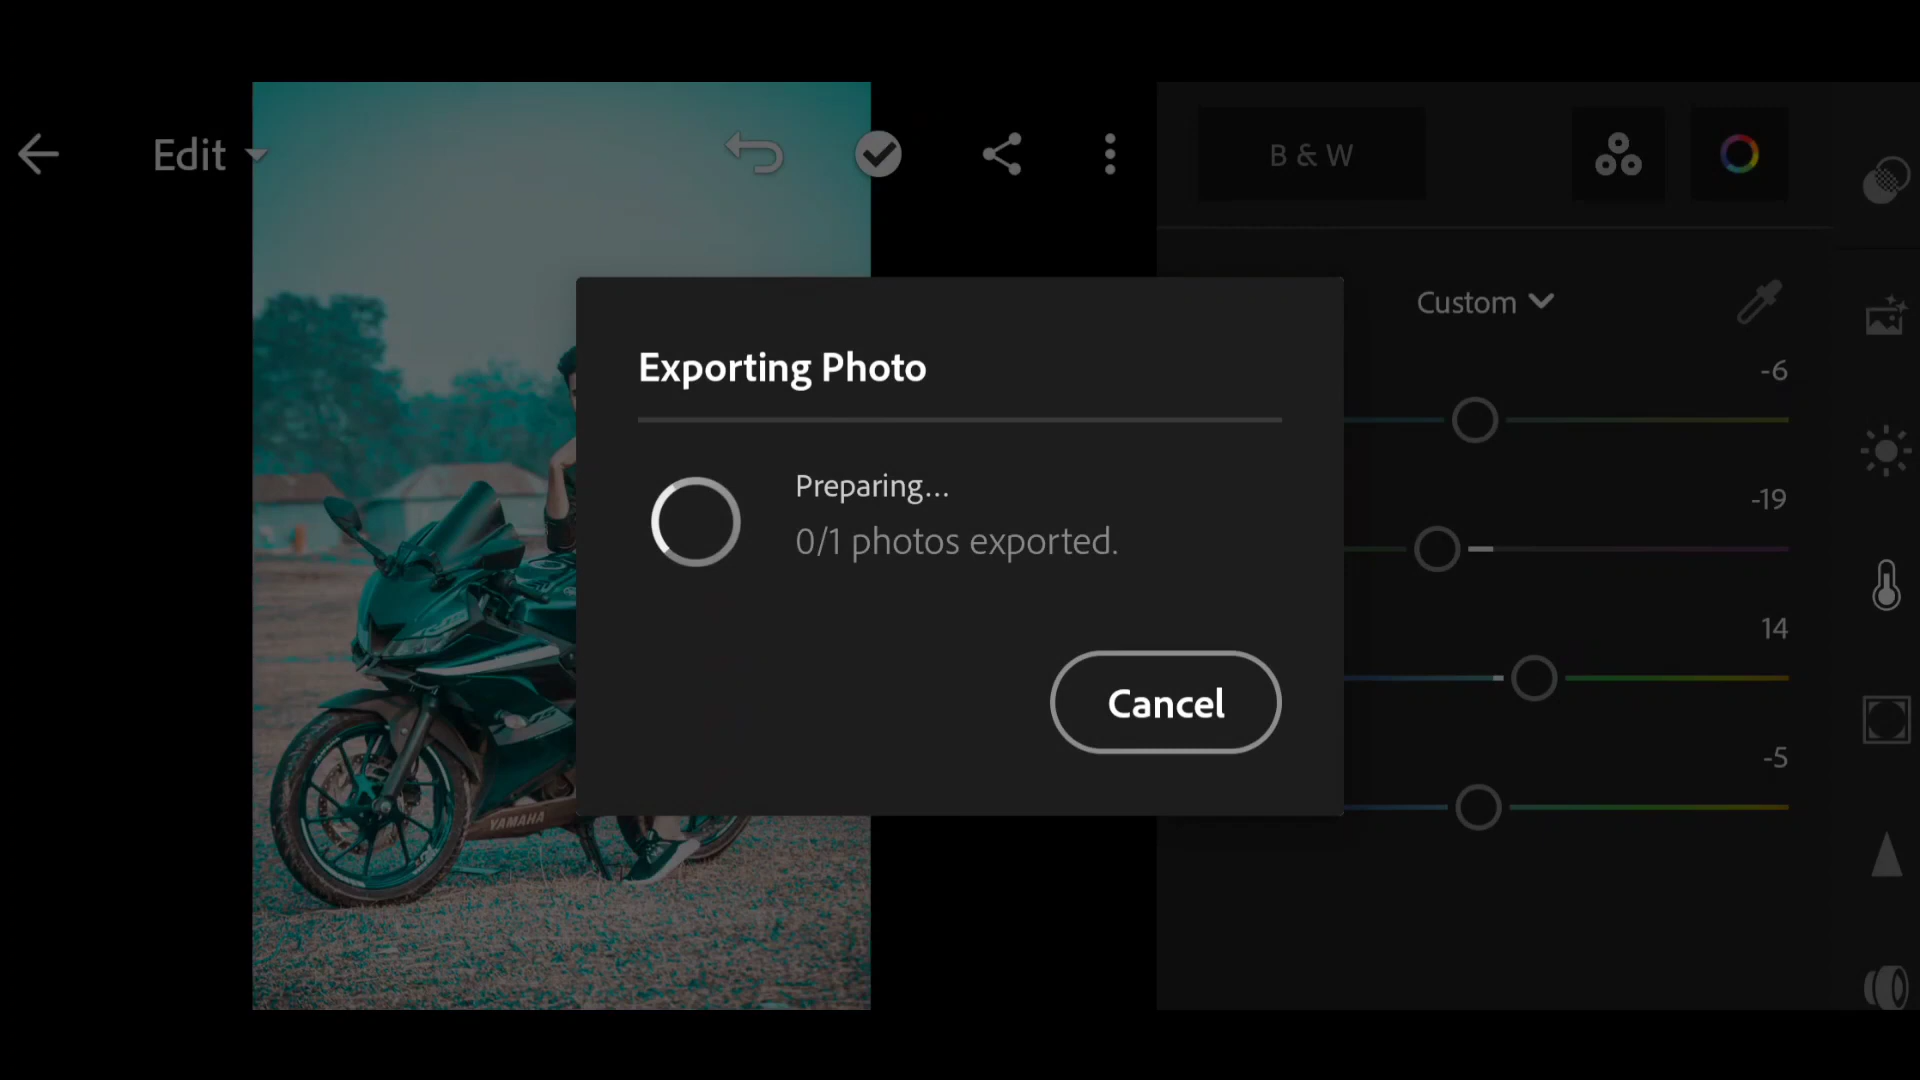 Edit
B & W
Custom
-6
-19
14
-5
Exporting Photo
Preparing...
0/1 photos exported.
Cancel
YAMAHA